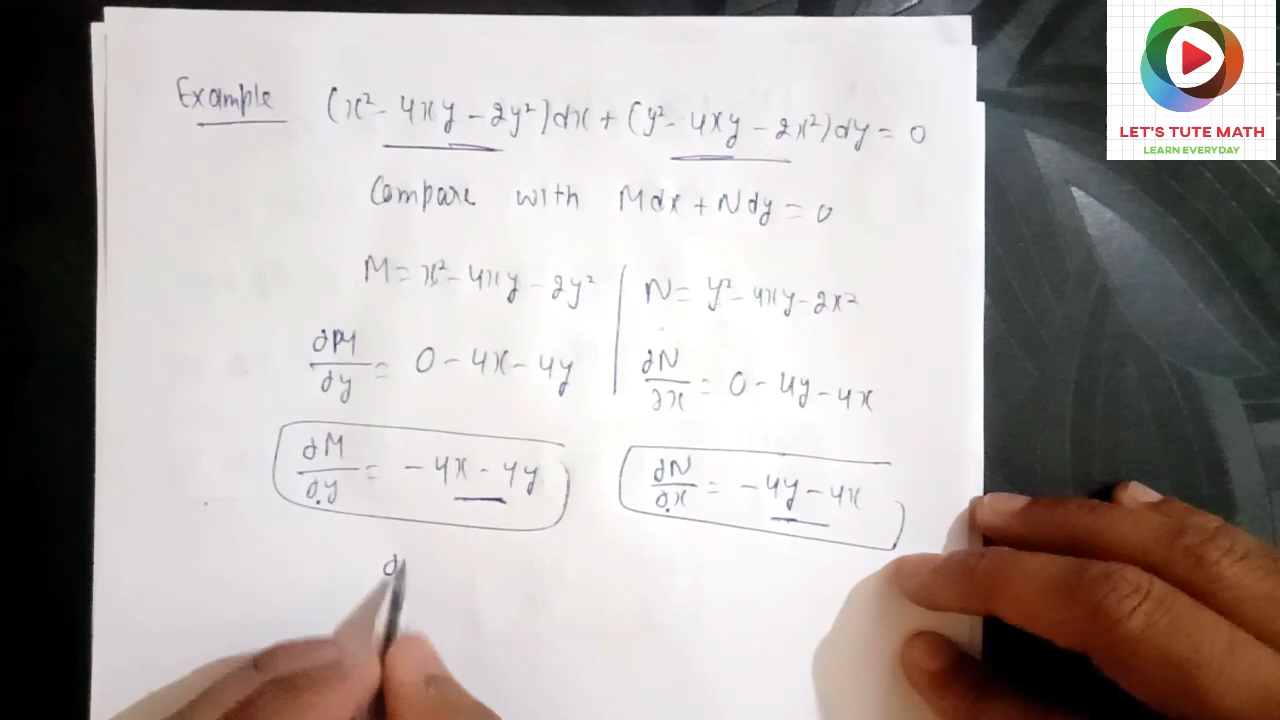 Example (x² - 4xy - 2y²)dx + (y² - 4xy - 2x²)dy = 0
Compare with Mdx + Ndy = 0
M = x² - 4xy - 2y² | N = y² - 4xy - 2x²
∂M/∂y = 0 - 4x - 4y | ∂N/∂x = 0 - 4y - 4x
∂M/∂y = - 4x - 4y ∂N/∂x = - 4y - 4x
∂
LET'S TUTE MATH
LEARN EVERYDAY